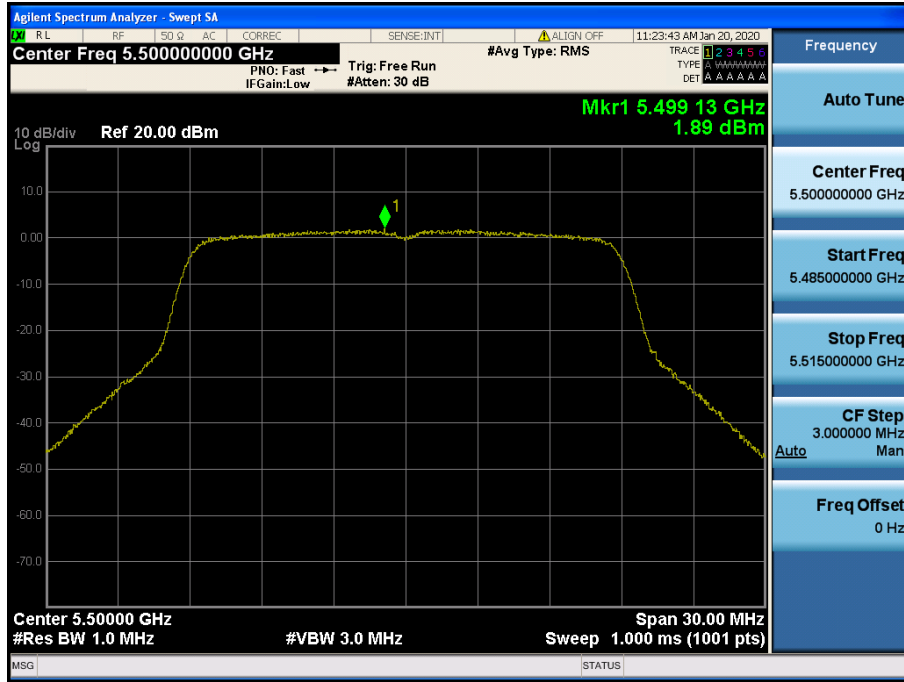 Agilent Spectrum Analyzer - Swept SA
LXI RL RF 50 Ω AC CORREC SENSE:INT ALIGN OFF 11:23:43 AM Jan 20, 2020
Center Freq 5.500000000 GHz #Avg Type: RMS TRACE 1 2 3 4 5 6
PNO: Fast Trig: Free Run TYPE A WWWWW
IFGain:Low #Atten: 30 dB DET A A A A A A
Mkr1 5.499 13 GHz
1.89 dBm
10 dB/div Ref 20.00 dBm
Log
10.0
0.00
-10.0
-20.0
-30.0
-40.0
-50.0
-60.0
-70.0
1
Center 5.50000 GHz Span 30.00 MHz
#Res BW 1.0 MHz #VBW 3.0 MHz Sweep 1.000 ms (1001 pts)
MSG STATUS
Frequency
Auto Tune
Center Freq
5.500000000 GHz
Start Freq
5.485000000 GHz
Stop Freq
5.515000000 GHz
CF Step
3.000000 MHz
Auto Man
Freq Offset
0 Hz